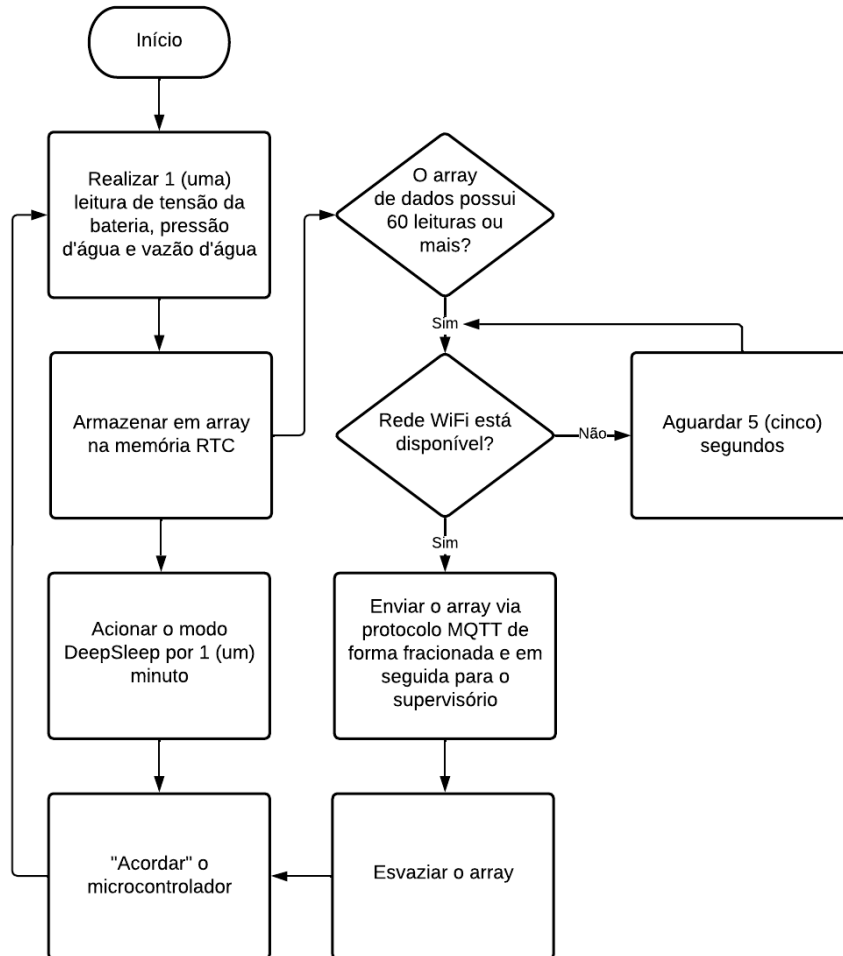 Início
Realizar 1 (uma)
leitura de tensão da
bateria, pressão
d'água e vazão d'água
O array
de dados possui
60 leituras ou
mais?
Sim
Armazenar em array
na memória RTC
Rede WiFi está
disponível?
Não
Aguardar 5 (cinco)
segundos
Sim
Acionar o modo
DeepSleep por 1 (um)
minuto
Enviar o array via
protocolo MQTT de
forma fracionada e em
seguida para o
supervisório
"Acordar" o
microcontrolador
Esvaziar o array